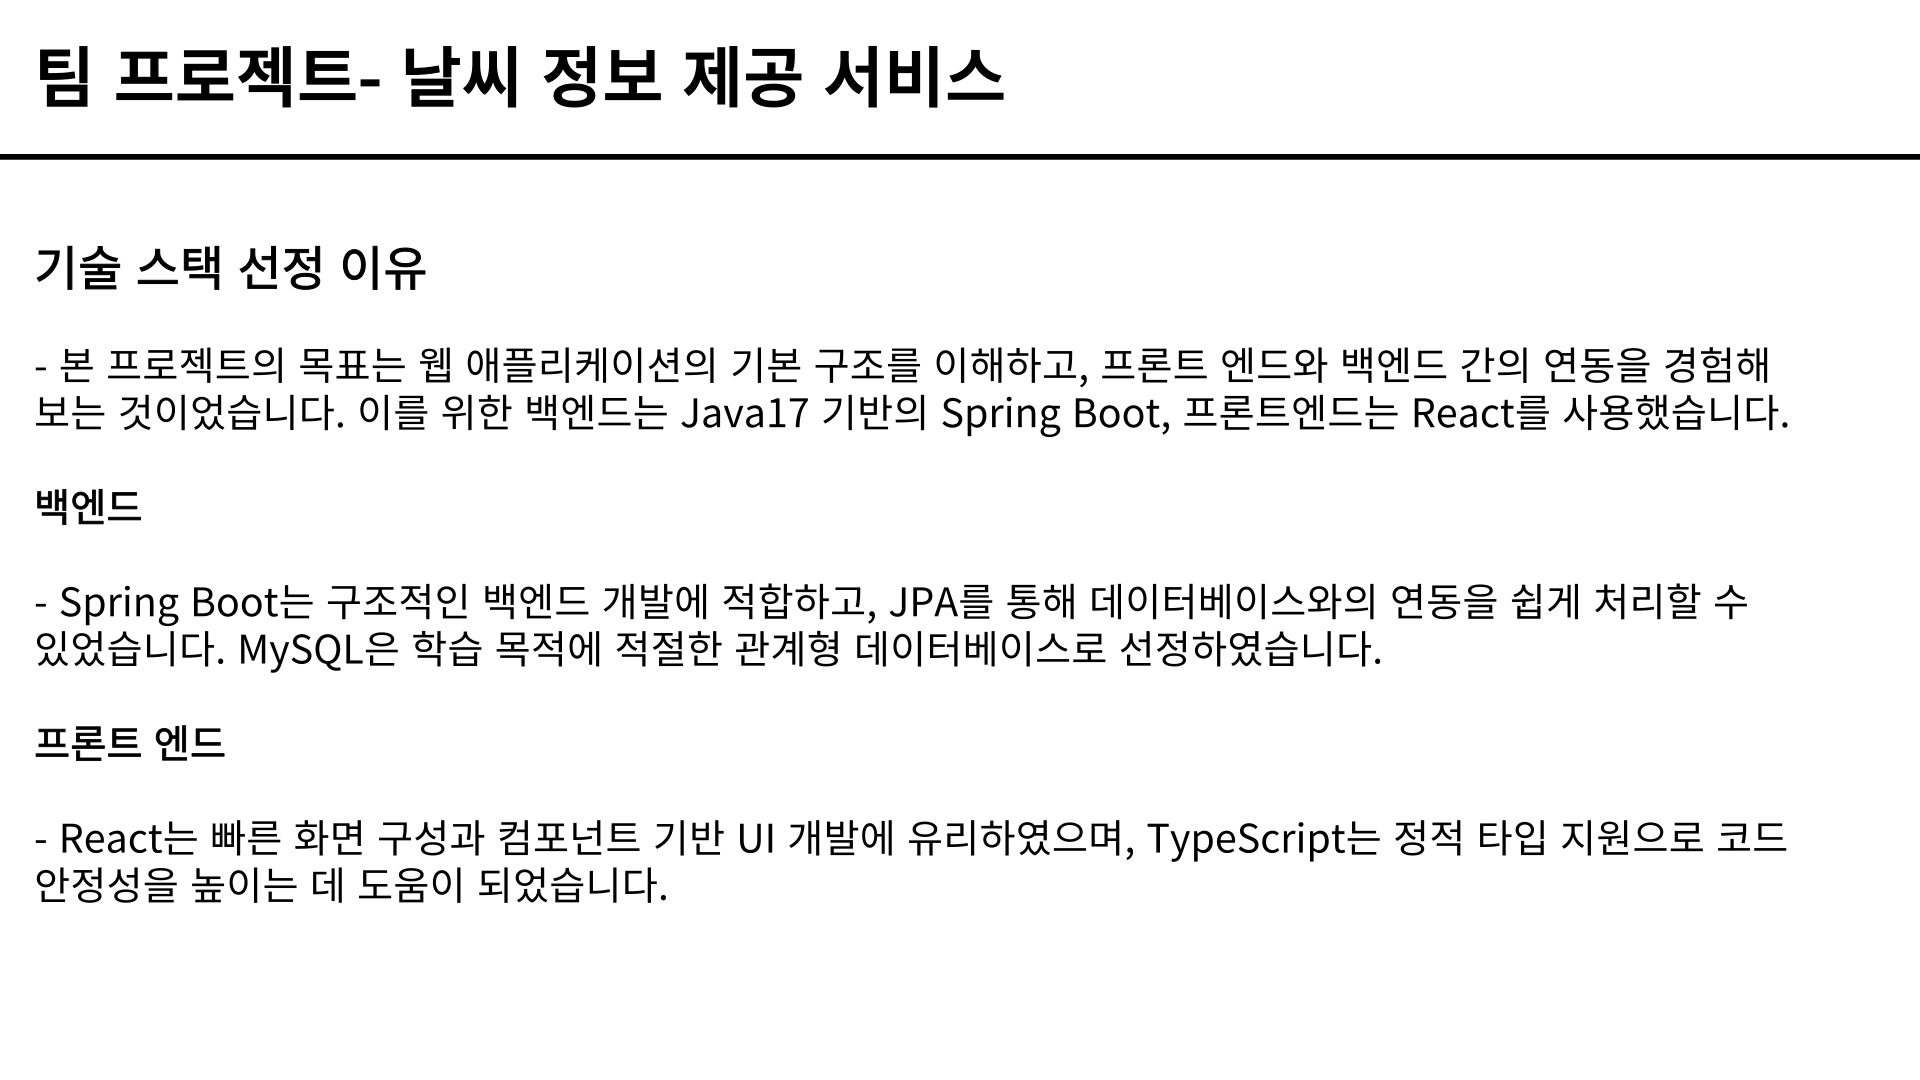 팀 프로젝트- 날씨 정보 제공 서비스
기술 스택 선정 이유
- 본 프로젝트의 목표는 웹 애플리케이션의 기본 구조를 이해하고, 프론트 엔드와 백엔드 간의 연동을 경험해
보는 것이었습니다. 이를 위한 백엔드는 Java17 기반의 Spring Boot, 프론트엔드는 React를 사용했습니다.
백엔드
- Spring Boot는 구조적인 백엔드 개발에 적합하고, JPA를 통해 데이터베이스와의 연동을 쉽게 처리할 수
있었습니다. MySQL은 학습 목적에 적절한 관계형 데이터베이스로 선정하였습니다.
프론트 엔드
- React는 빠른 화면 구성과 컴포넌트 기반 UI 개발에 유리하였으며, TypeScript는 정적 타입 지원으로 코드
안정성을 높이는 데 도움이 되었습니다.